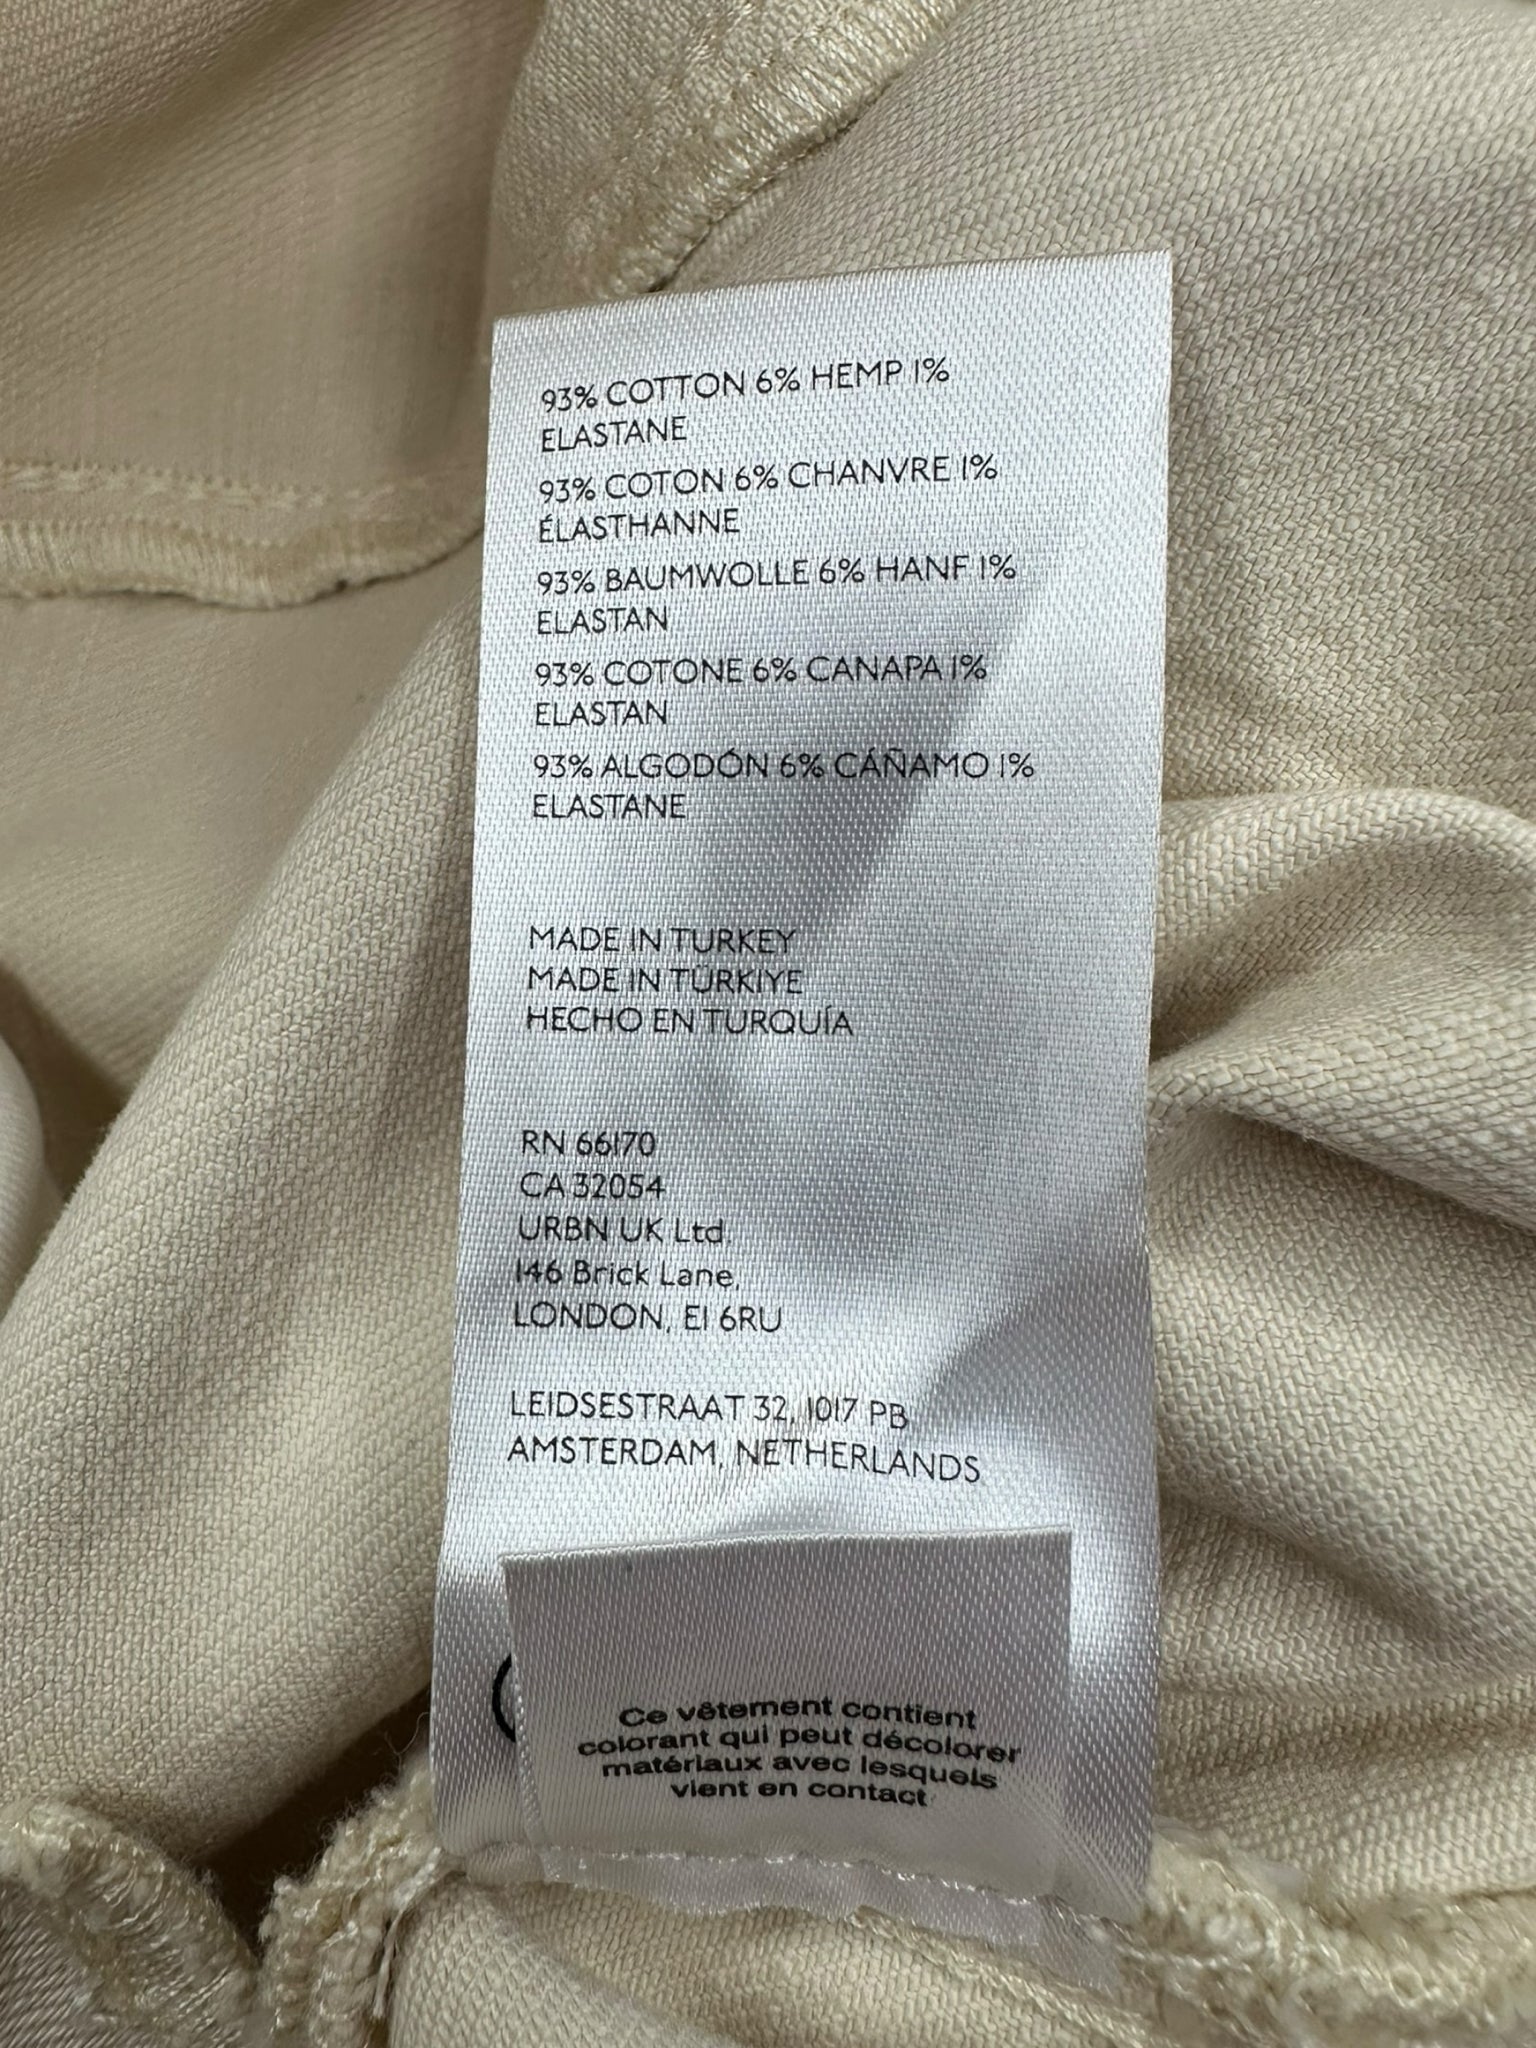 93% COTTON 6% HEMP 1%
ELASTANE
93% COTON 6% CHANVRE 1%
ÉLASTHANNE
93% BAUMWOLLE 6% HANF 1%
ELASTAN
93% COTONE 6% CANAPA 1%
ELASTAN
93% ALGODÓN 6% CÁÑAMO 1%
ELASTANE
MADE IN TURKEY
MADE IN TÜRKIYE
HECHO EN TURQUÍA
RN 66170
CA 32054
URBN UK Ltd.
146 Brick Lane,
LONDON, E1 6RU
LEIDSESTRAAT 32, 1017 PB
AMSTERDAM, NETHERLANDS
Ce vêtement contient
colorant qui peut décolorer
matériaux avec lesquels
vient en contact